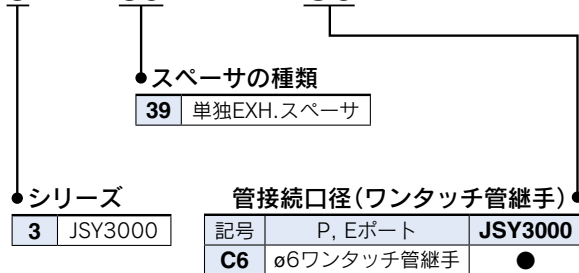 スペーサの種類
39 単独EXH.スペーサ
シリーズ
3 JSY3000
管接続口径(ワンタッチ管継手)
記号 P, Eポート JSY3000
C6 ø6ワンタッチ管継手 ●